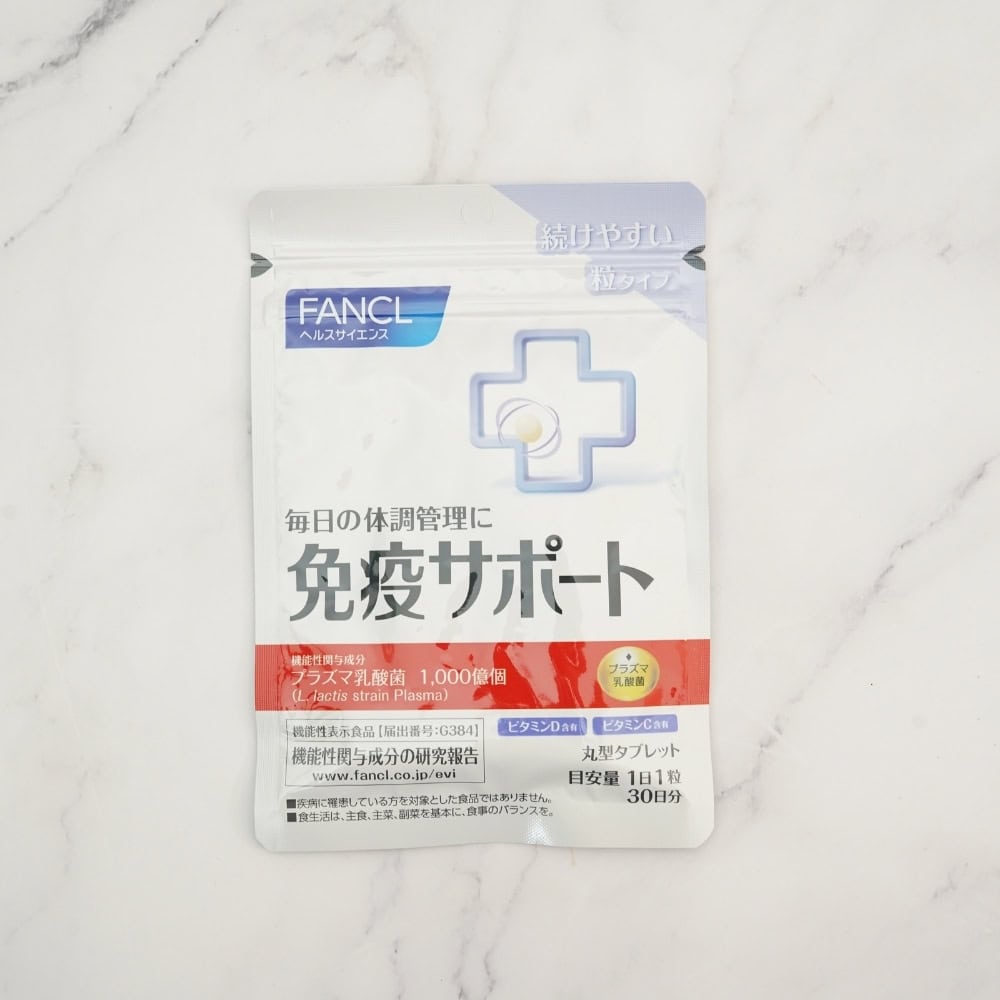 続けやすい
粒タイプ
FANCL
ヘルスサイエンス
毎日の体調管理に
免疫サポート
機能性関与成分
プラズマ乳酸菌 1,000億個
(L. lactis strain Plasma)
プラズマ
乳酸菌
機能性表示食品【届出番号:G384】
機能性関与成分の研究報告
www.fancl.co.jp/evi
ビタミンD含有 ビタミンC含有
丸型タブレット
目安量 1日1粒
30日分
■疾病に罹患している方を対象とした食品ではありません。
■食生活は、主食、主菜、副菜を基本に、食事のバランスを。